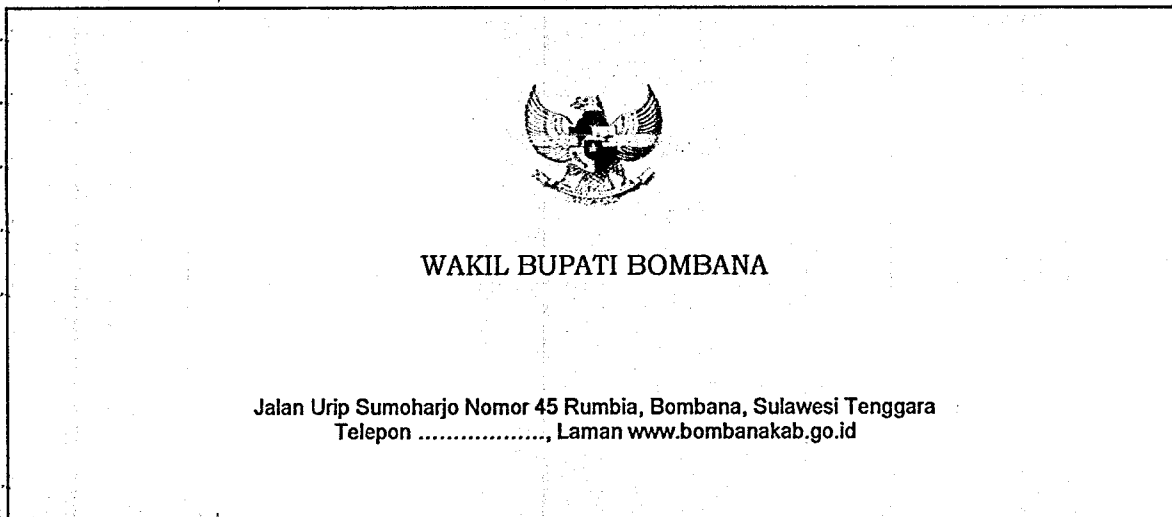 WAKIL BUPATI BOMBANA
Jalan Urip Sumoharjo Nomor 45 Rumbia, Bombana, Sulawesi Tenggara
Telepon ..................., Laman www.bombanakab.go.id